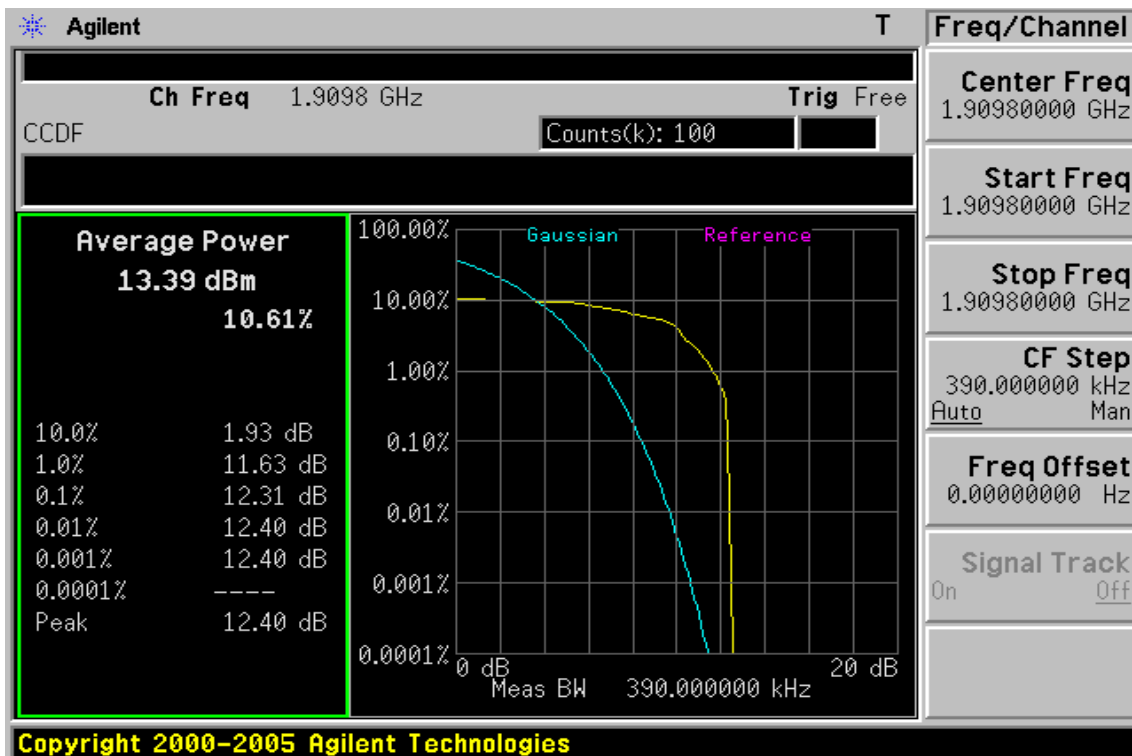 Agilent T
Ch Freq 1.9098 GHz Trig Free
CCDF Counts(k): 100
Average Power
13.39 dBm
10.61%
10.0% 1.93 dB
1.0% 11.63 dB
0.1% 12.31 dB
0.01% 12.40 dB
0.001% 12.40 dB
0.0001% ----
Peak 12.40 dB
Gaussian Reference
100.00%
10.00%
1.00%
0.10%
0.01%
0.001%
0.0001%
0 dB 20 dB
Meas BW 390.000000 kHz
Freq/Channel
Center Freq
1.90980000 GHz
Start Freq
1.90980000 GHz
Stop Freq
1.90980000 GHz
CF Step
390.000000 kHz
Auto Man
Freq Offset
0.00000000 Hz
Signal Track
On Off
Copyright 2000-2005 Agilent Technologies